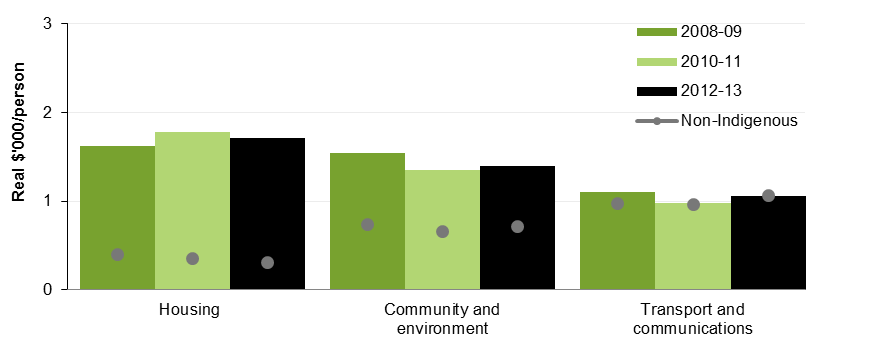 3
2008-09
2010-11
2
2012-13
Non-Indigenous
Real $'000/person
1
0
Housing
Community and
environment
Transport and
communications